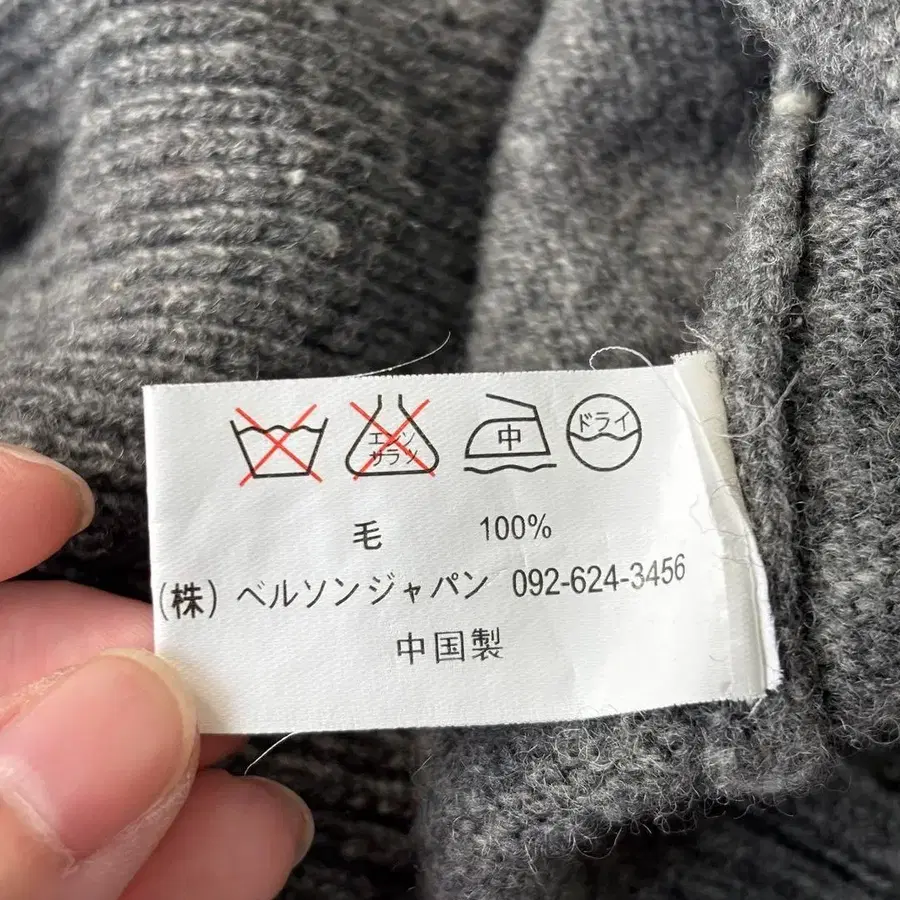 エンソサラシ 中 ドライ
毛 100%
(株) ベルソンジャパン 092-624-3456
中国製